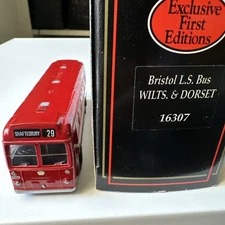 Exclusive
First
Editions
Bristol L.S. Bus
WILTS. & DORSET
16307
SHAFTESBURY 29